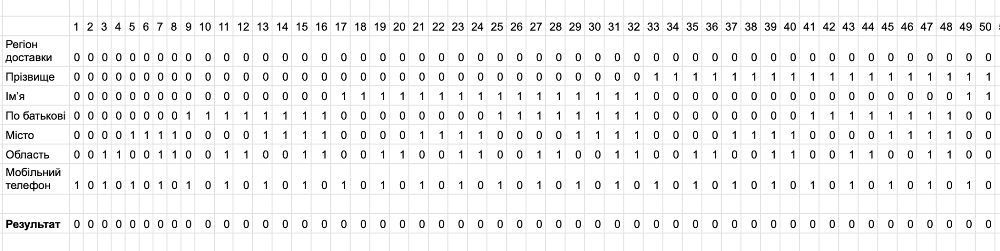 1 2 3 4 5 6 7 8 9 10 11 12 13 14 15 16 17 18 19 20 21 22 23 24 25 26 27 28 29 30 31 32 33 34 35 36 37 38 39 40 41 42 43 44 45 46 47 48 49 50
Регіон
доставки 0 0 0 0 0 0 0 0 0 0 0 0 0 0 0 0 0 0 0 0 0 0 0 0 0 0 0 0 0 0 0 0 0 0 0 0 0 0 0 0 0 0 0 0 0 0 0 0 0 0
Прізвище 0 0 0 0 0 0 0 0 0 0 0 0 0 0 0 0 0 0 0 0 0 0 0 0 0 0 0 0 0 0 0 0 1 1 1 1 1 1 1 1 1 1 1 1 1 1 1 1 1 1
Ім’я 0 0 0 0 0 0 0 0 0 0 0 0 0 0 0 0 1 1 1 1 1 1 1 1 1 1 1 1 1 1 1 1 0 0 0 0 0 0 0 0 0 0 0 0 0 0 0 0 1 1
По батькові 0 0 0 0 0 0 0 0 1 1 1 1 1 1 1 1 0 0 0 0 0 0 0 0 1 1 1 1 1 1 1 1 0 0 0 0 0 0 0 0 1 1 1 1 1 1 1 1 0 0
Місто 0 0 0 0 1 1 1 1 0 0 0 0 1 1 1 1 0 0 0 0 1 1 1 1 0 0 0 0 1 1 1 1 0 0 0 0 1 1 1 1 0 0 0 0 1 1 1 1 0 0
Область 0 0 1 1 0 0 1 1 0 0 1 1 0 0 1 1 0 0 1 1 0 0 1 1 0 0 1 1 0 0 1 1 0 0 1 1 0 0 1 1 0 0 1 1 0 0 1 1 0 0
Мобільний
телефон 1 0 1 0 1 0 1 0 1 0 1 0 1 0 1 0 1 0 1 0 1 0 1 0 1 0 1 0 1 0 1 0 1 0 1 0 1 0 1 0 1 0 1 0 1 0 1 0 1 0
Результат 0 0 0 0 0 0 0 0 0 0 0 0 0 0 0 0 0 0 0 0 0 0 0 0 0 0 0 0 0 0 0 0 0 0 0 0 0 0 0 0 0 0 0 0 0 0 0 0 0 0